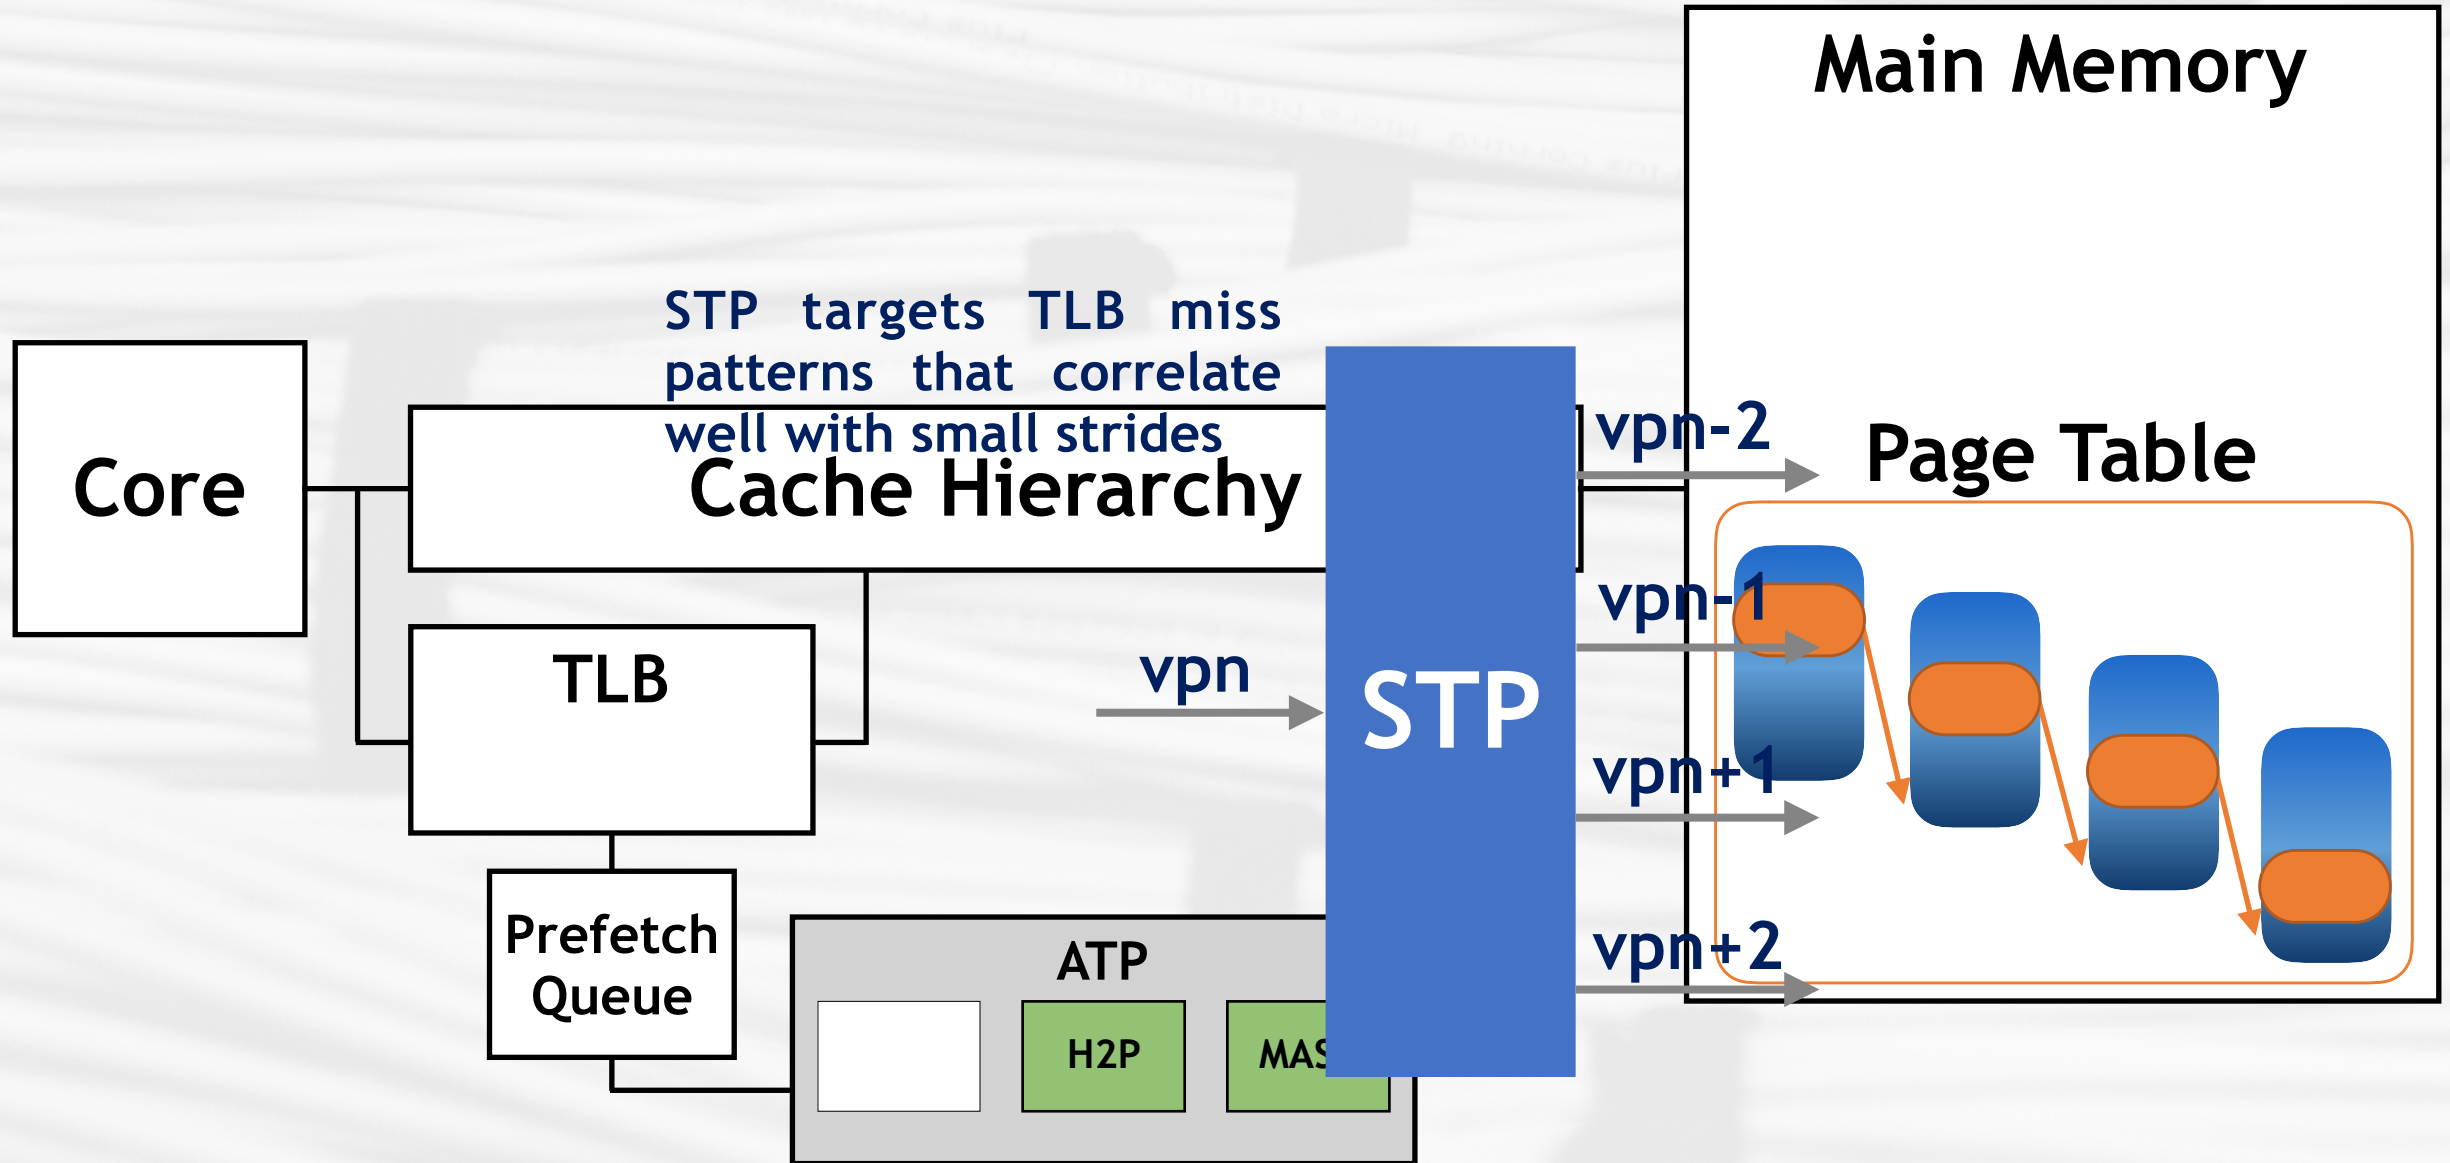 Main Memory
STP targets TLB miss
patterns that correlate
well with small strides
Core
Cache Hierarchy
vpn-2
Page Table
vpn-1
TLB
vpn
STP
vpn+1
Prefetch
Queue
vpn+2
ATP
H2P